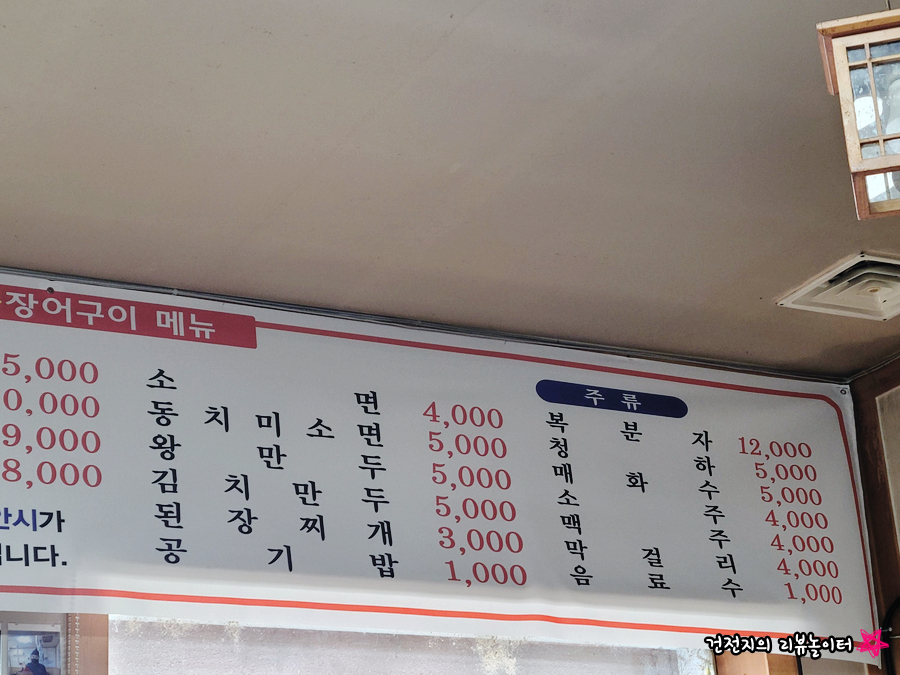 장어구이 메뉴
5,000
0,000
9,000
8,000
시가
니다.
소면 4,000
동치미소면 5,000
왕만두 5,000
김치만두 5,000
된장찌개 3,000
공기밥 1,000
주류
복분자 12,000
청하 5,000
매화수 5,000
소주 4,000
맥주 4,000
막걸리 4,000
음료수 1,000
건전지의 리뷰놀이터